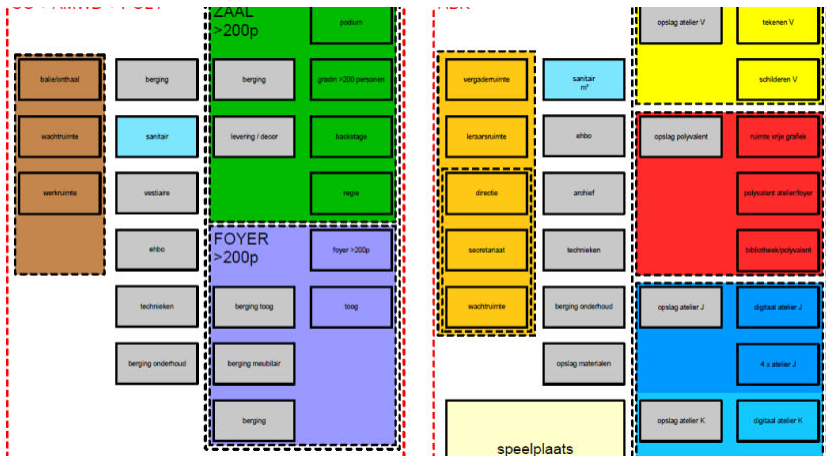 ZAAL
>200p
podium
opslag atelier V
tekenen V
balie/onthaal
berging
berging
gradin >200 personen
vergaderruimte
sanitair
m²
schilderen V
wachtruimte
sanitair
levering / decor
backstage
leraarsruimte
ehbo
opslag polyvalent
ruimte vrije grafiek
werkruimte
vestiaire
regie
directie
archief
polyvalent atelier/foyer
FOYER
>200p
ehbo
foyer >200p
secretariaat
technieken
bibliotheek/polyvalent
technieken
berging toog
toog
wachtruimte
berging onderhoud
opslag atelier J
digitaal atelier J
berging onderhoud
berging meubilair
opslag materialen
4 x atelier J
berging
speelplaats
opslag atelier K
digitaal atelier K